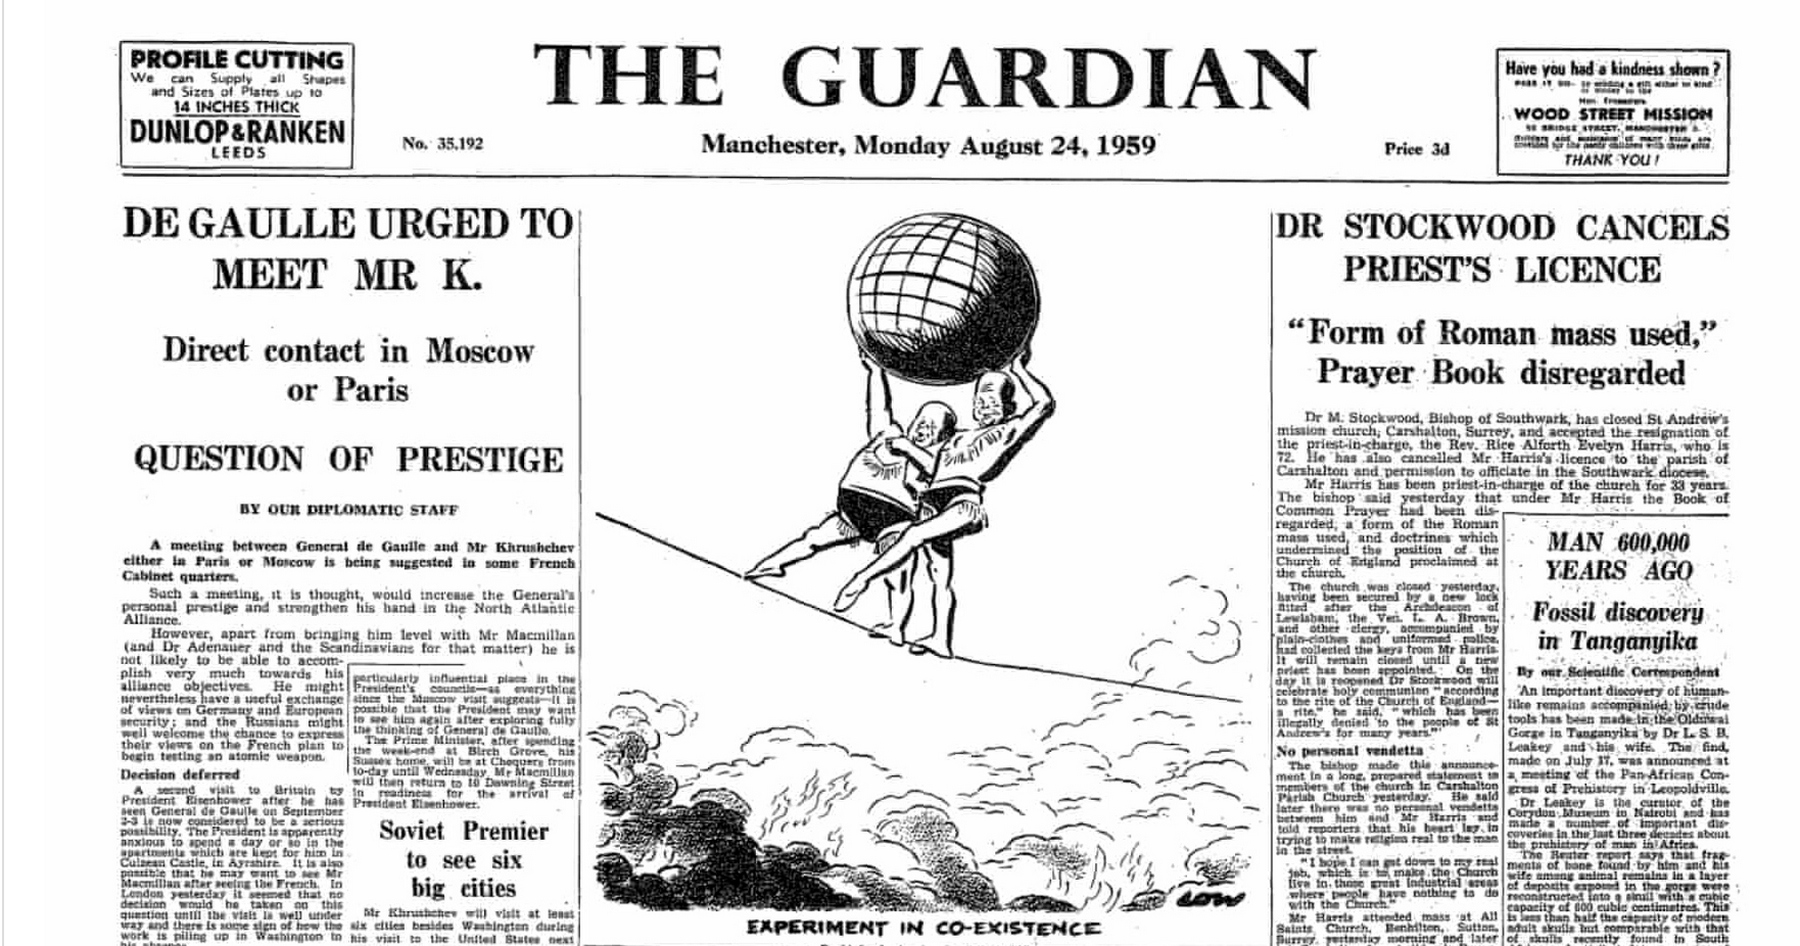 PROFILE CUTTING
We can Supply all Shapes
and Sizes of Plates up to
14 INCHES THICK
DUNLOP & RANKEN
LEEDS
No. 35,192
THE GUARDIAN
Manchester, Monday August 24, 1959
Price 3d
Have you had a kindness shown?
WOOD STREET MISSION
THANK YOU!
DE GAULLE URGED TO
MEET MR K.
Direct contact in Moscow
or Paris
QUESTION OF PRESTIGE
BY OUR DIPLOMATIC STAFF
A meeting between General de Gaulle and Mr Khrushchev
either in Paris or Moscow is being suggested in some French
Cabinet quarters.
Such a meeting, it is thought, would increase the General's
personal prestige and strengthen his hand in the North Atlantic
Alliance.
However, apart from bringing him level with Mr Macmillan
(and Dr Adenauer and the Scandinavians for that matter) he is
not likely to be able to accom-
plish very much towards his
alliance objectives. He might
nevertheless have a useful exchange
of views on Germany and European
security; and the Russians might
well welcome the chance to express
their views on the French plan to
begin testing an atomic weapon.
Decision deferred
A second visit to Britain by
President Eisenhower after he has
seen General de Gaulle on September
2-3 is now considered to be a serious
possibility. The President is apparently
anxious to spend a day or so in the
apartments which are kept for him in
Culzean Castle, in Ayrshire. It is also
possible that he may want to see Mr
Macmillan after seeing the French. In
London yesterday it seemed that no
decision would be taken on this
question until the visit is well under
way and there is some sign of how the
work is piling up in Washington in
his absence.
particularly influential place in the
President's councils—as everything
since the Moscow visit suggests—it is
possible that the President may want
to see him again after exploring fully
the thinking of General de Gaulle.
The Prime Minister, after spending
the week-end at Birch Grove, his
Sussex home, will be at Chequers from
to-day until Wednesday. Mr Macmillan
will then return to 10 Downing Street
in readiness for the arrival of
President Eisenhower.
Soviet Premier
to see six
big cities
Mr Khrushchev will visit at least
six cities besides Washington during
his visit to the United States next
LOW
EXPERIMENT IN CO-EXISTENCE
DR STOCKWOOD CANCELS
PRIEST'S LICENCE
"Form of Roman mass used,"
Prayer Book disregarded
Dr M. Stockwood, Bishop of Southwark, has closed St Andrew's
mission church, Carshalton, Surrey, and accepted the resignation of
the priest-in-charge, the Rev. Rice Alforth Evelyn Harris, who is
72. He has also cancelled Mr Harris's licence to the parish of
Carshalton and permission to officiate in the Southwark diocese.
Mr Harris has been priest-in-charge of the church for 33 years.
The bishop said yesterday that under Mr Harris the Book of
Common Prayer had been dis-
regarded, a form of the Roman
mass used, and doctrines which
undermined the position of the
Church of England proclaimed at
the church.
The church was closed yesterday,
having been secured by a new lock
fitted after the Archdeacon of
Lewisham, the Ven. L. A. Brown,
and other clergy, accompanied by
plain-clothes and uniformed police,
had collected the keys from Mr Harris.
It will remain closed until a new
priest has been appointed. On the
day it is reopened Dr Stockwood will
celebrate holy communion "according
to the rite of the Church of England—
a rite," he said, "which has been
illegally denied to the people of St
Andrew's for many years."
No personal vendetta
The bishop made this announce-
ment in a long, prepared statement to
members of the church in Carshalton
Parish Church yesterday. He said
later there was no personal vendetta
between him and Mr Harris and
told reporters that his heart lay in
trying to make religion real to the man
in the street.
"I hope I can get down to my real
job, which is to make the Church
live in those great industrial areas
where people have nothing to do
with the Church."
Mr Harris attended mass at All
Saints Church, Benhilton, Sutton,
Surrey, yesterday morning and later
MAN 600,000
YEARS AGO
Fossil discovery
in Tanganyika
By our Scientific Correspondent
An important discovery of human-
like remains accompanied by crude
tools has been made in the Olduwai
Gorge in Tanganyika by Dr L. S. B.
Leakey and his wife. The find,
made on July 17, was announced at
a meeting of the Pan-African Con-
gress of Prehistory in Leopoldville.
Dr Leakey is the curator of the
Corydon Museum in Nairobi and has
made a number of important dis-
coveries in the last three decades about
the prehistory of man in Africa.
The Reuter report says that frag-
ments of bone found by him and his
wife among animal remains in a layer
of deposits exposed in the gorge were
reconstructed into a skull with a cubic
capacity of 600 cubic centimetres. This
is less than half the capacity of modern
adult skulls but comparable with that
of skulls recently found in South